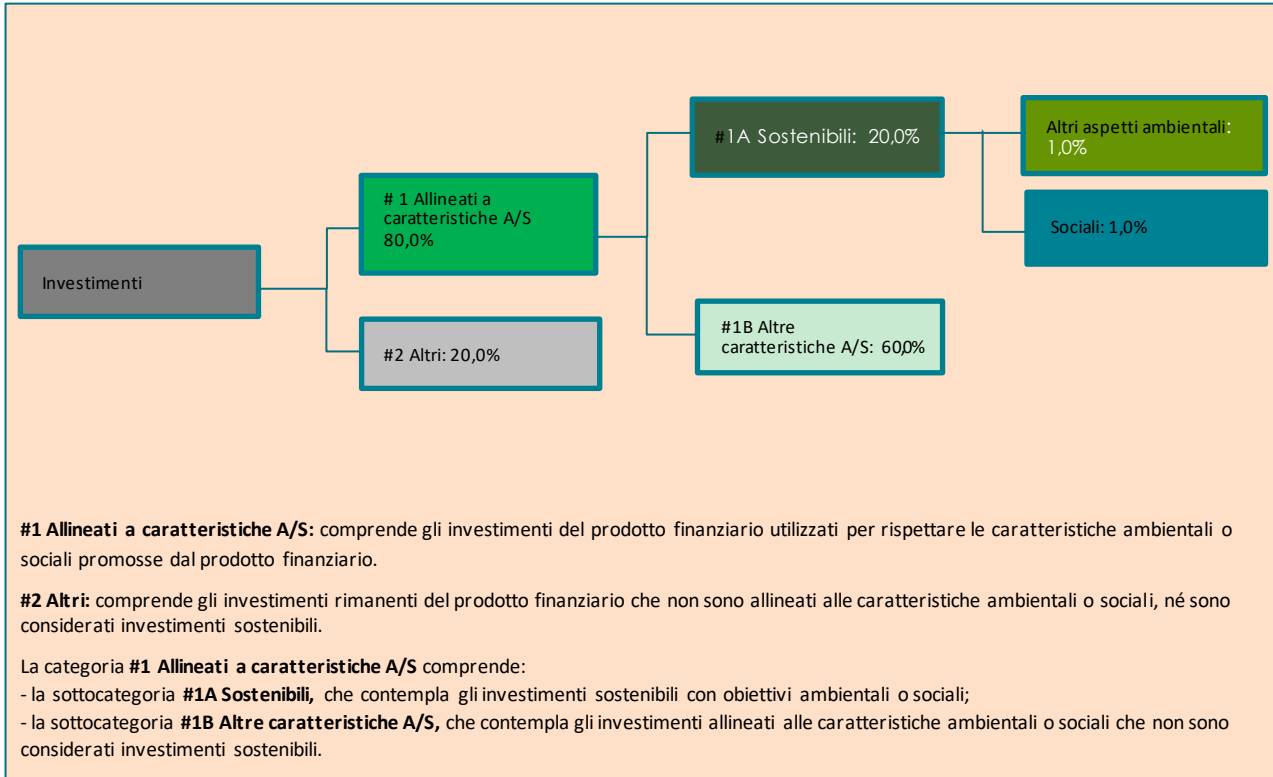 #1A Sostenibili: 20,0%
Altri aspetti ambientali:
1,0%
# 1 Allineati a
caratteristiche A/S
80,0%
Sociali: 1,0%
Investimenti
#2 Altri: 20,0%
#1B Altre
caratteristiche A/S: 60,0%
#1 Allineati a caratteristiche A/S: comprende gli investimenti del prodotto finanziario utilizzati per rispettare le caratteristiche ambientali o
sociali promosse dal prodotto finanziario.
#2 Altri: comprende gli investimenti rimanenti del prodotto finanziario che non sono allineati alle caratteristiche ambientali o sociali, né sono
considerati investimenti sostenibili.
La categoria #1 Allineati a caratteristiche A/S comprende:
- la sottocategoria #1A Sostenibili, che contempla gli investimenti sostenibili con obiettivi ambientali o sociali;
- la sottocategoria #1B Altre caratteristiche A/S, che contempla gli investimenti allineati alle caratteristiche ambientali o sociali che non sono
considerati investimenti sostenibili.